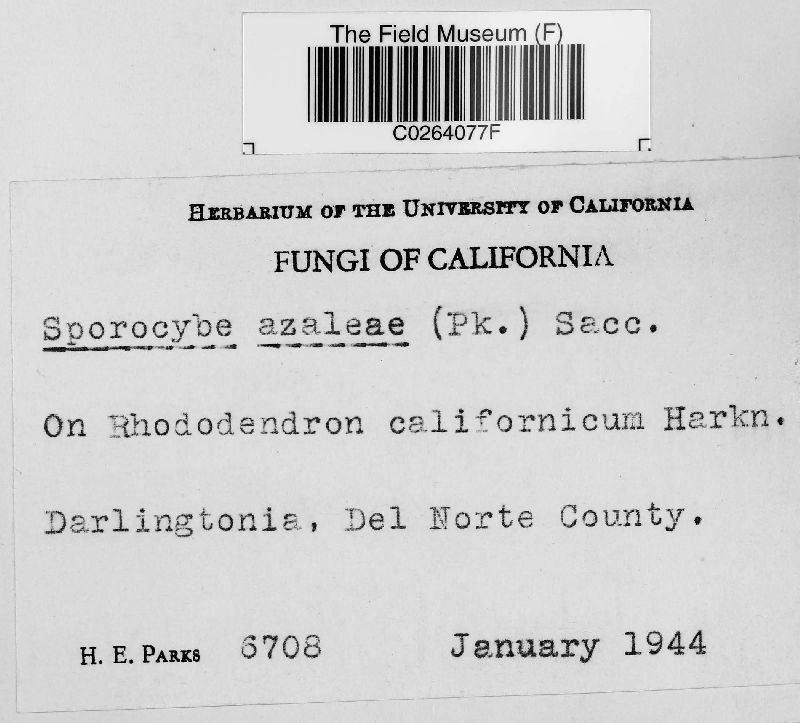 The Field Museum (F)
C0264077F
HERBARIUM OF THE UNIVERSITY OF CALIFORNIA
FUNGI OF CALIFORNIA
Sporocybe azaleae (Pk.) Sacc.
On Rhododendron californicum Harkn.
Darlingtonia, Del Norte County.
H. E. PARKS 6708 January 1944